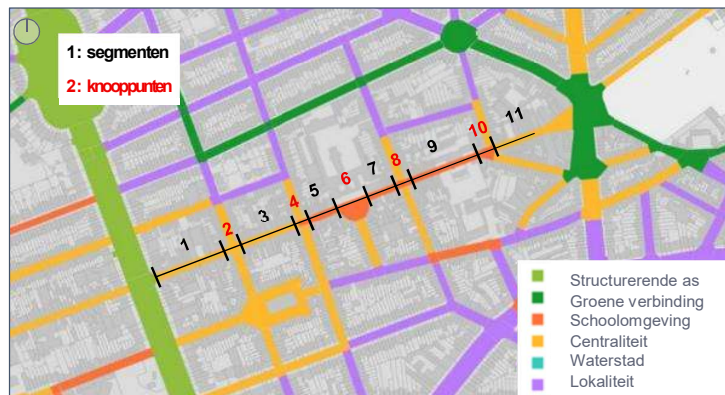 1: segmenten
2: knooppunten
1
2
3
4
5
6
7
8
9
10
11
Structurerende as
Groene verbinding
Schoolomgeving
Centraliteit
Waterstad
Lokaliteit